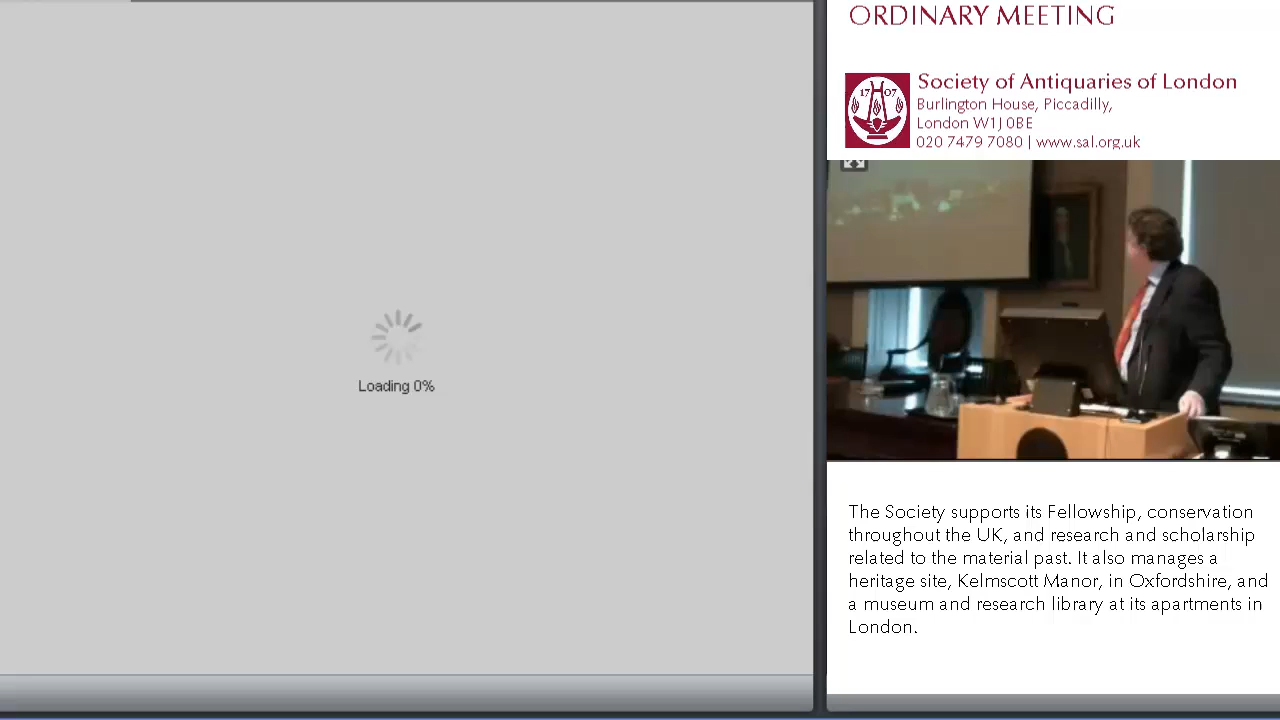 Loading 0%
ORDINARY MEETING
17 07
Society of Antiquaries of London
Burlington House, Piccadilly,
London W1J 0BE
020 7479 7080 | www.sal.org.uk
The Society supports its Fellowship, conservation
throughout the UK, and research and scholarship
related to the material past. It also manages a
heritage site, Kelmscott Manor, in Oxfordshire, and
a museum and research library at its apartments in
London.